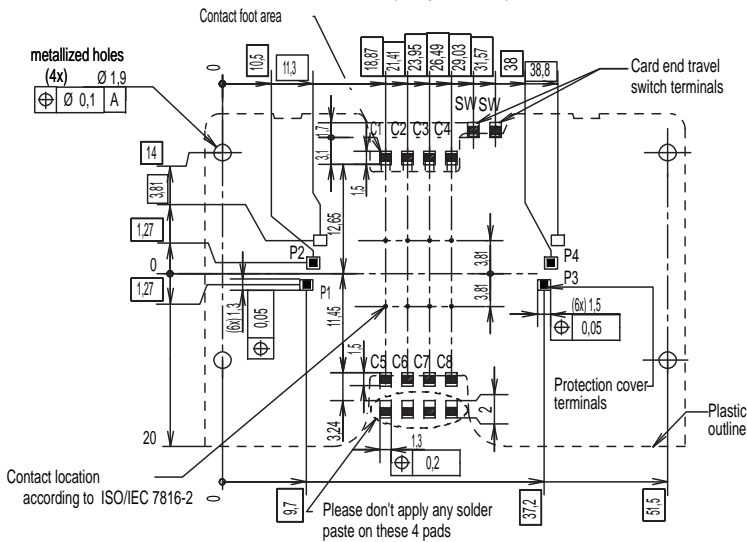 Contact foot area
18,87
21,41
23,95
26,49
29,03
31,57
38
38,8
10,5
11,3
metallized holes
(4x) Ø 1,9
Ø 0,1 A
0
Card end travel
switch terminals
SW SW
C1 C2 C3 C4
1,7
3,1
1,5
14
3,81
1,27
0
1,27
12,65
P2
P4
P3
P1
3,81
3,81
(6x) 1,3
0,05
11,45
(6x) 1,5
0,05
1,5
C5 C6 C7 C8
Protection cover
terminals
2
Plastic
outline
20
3,24
1,3
0,2
Contact location
according to ISO/IEC 7816-2
0
9,7
Please don't apply any solder
paste on these 4 pads
37,2
51,5